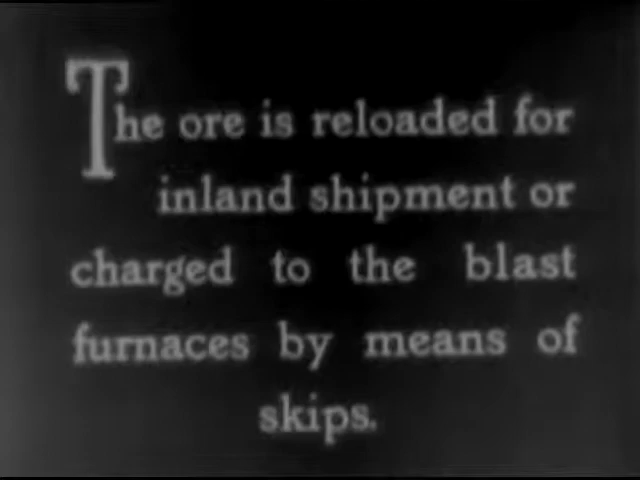 The ore is reloaded for
inland shipment or
charged to the blast
furnaces by means of
skips.